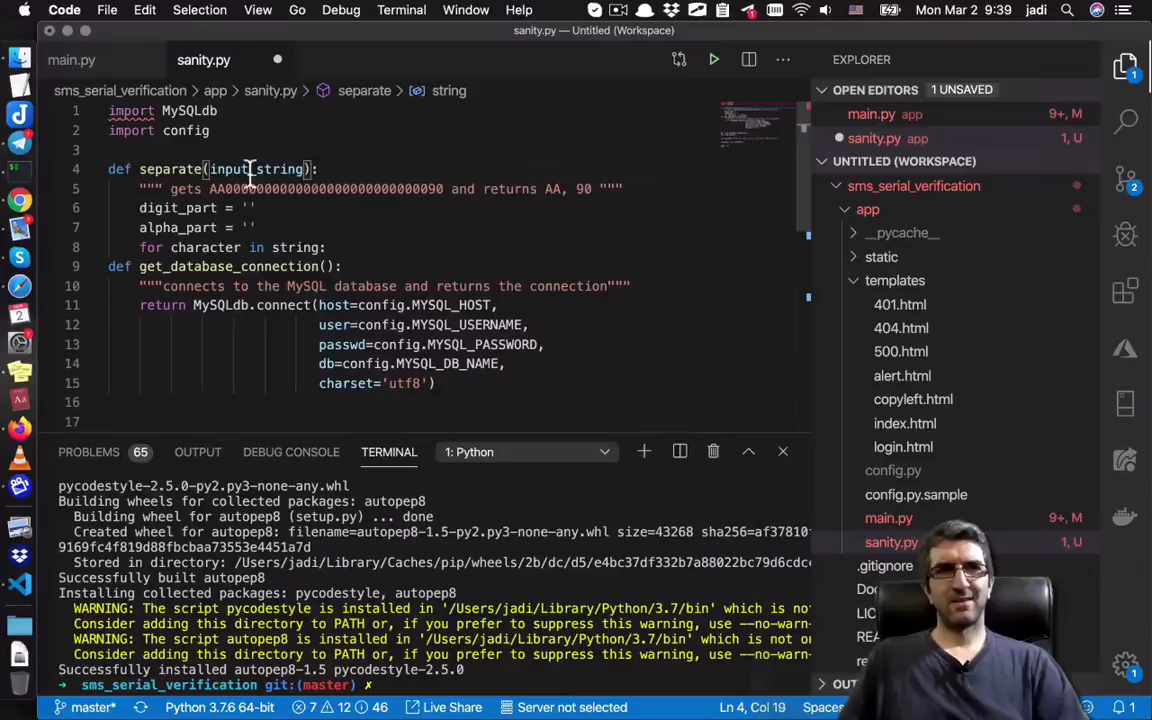 Code File Edit Selection View Go Debug Terminal Window Help Mon Mar 2 9:39 jadi
sanity.py — Untitled (Workspace)
main.py sanity.py
sms_serial_verification > app > sanity.py > separate > string
1 import MySQLdb
2 import config
3
4 def separate(input_string):
5 """ gets AA0000000000000000000000000090 and returns AA, 90 """
6 digit_part = ''
7 alpha_part = ''
8 for character in string:
9 def get_database_connection():
10 """connects to the MySQL database and returns the connection"""
11 return MySQLdb.connect(host=config.MYSQL_HOST,
12 user=config.MYSQL_USERNAME,
13 passwd=config.MYSQL_PASSWORD,
14 db=config.MYSQL_DB_NAME,
15 charset='utf8')
16
17
PROBLEMS 65 OUTPUT DEBUG CONSOLE TERMINAL 1: Python
pycodestyle-2.5.0-py2.py3-none-any.whl
Building wheels for collected packages: autopep8
Building wheel for autopep8 (setup.py) ... done
Created wheel for autopep8: filename=autopep8-1.5-py2.py3-none-any.whl size=43268 sha256=af37810
9169fc4f819d88fbcbaa73553e4451a7d
Stored in directory: /Users/jadi/Library/Caches/pip/wheels/2b/dc/d5/e4bc37df332b7a88022bc79d6dce
Successfully built autopep8
Installing collected packages: pycodestyle, autopep8
WARNING: The script pycodestyle is installed in '/Users/jadi/Library/Python/3.7/bin' which is no
Consider adding this directory to PATH or, if you prefer to suppress this warning, use --no-warn
WARNING: The script autopep8 is installed in '/Users/jadi/Library/Python/3.7/bin' which is not o
Consider adding this directory to PATH or, if you prefer to suppress this warning, use --no-warn
Successfully installed autopep8-1.5 pycodestyle-2.5.0
➜ sms_serial_verification git:(master) ✗
EXPLORER
OPEN EDITORS 1 UNSAVED
main.py app 9+, M
sanity.py app 1, U
UNTITLED (WORKSPACE)
sms_serial_verification
app
__pycache__
static
templates
401.html
404.html
500.html
alert.html
copyleft.html
index.html
login.html
config.py
config.py.sample
main.py 9+, M
sanity.py 1, U
.gitignore
Do
LIC
REA
re
OUT
1
2
1
master* Python 3.7.6 64-bit 7 12 46 Live Share Server not selected Ln 4, Col 19 Spaces 1